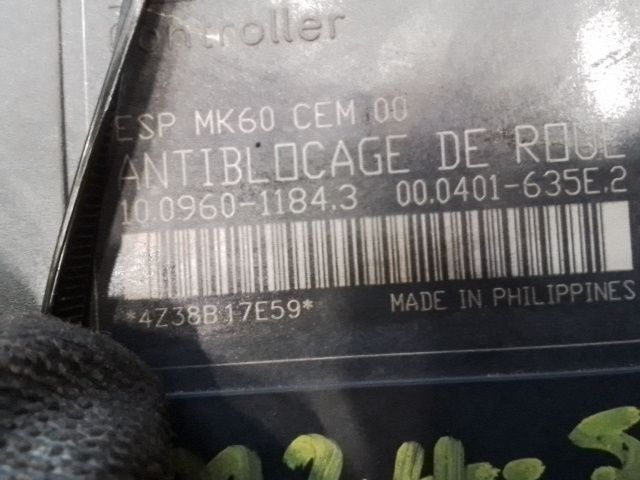 Controller
ESP MK60 CEM 00
ANTIBLOCAGE DE ROUE
10.0960-1184.3 00.0401-635E.2
*4Z38B17E59* MADE IN PHILIPPINES